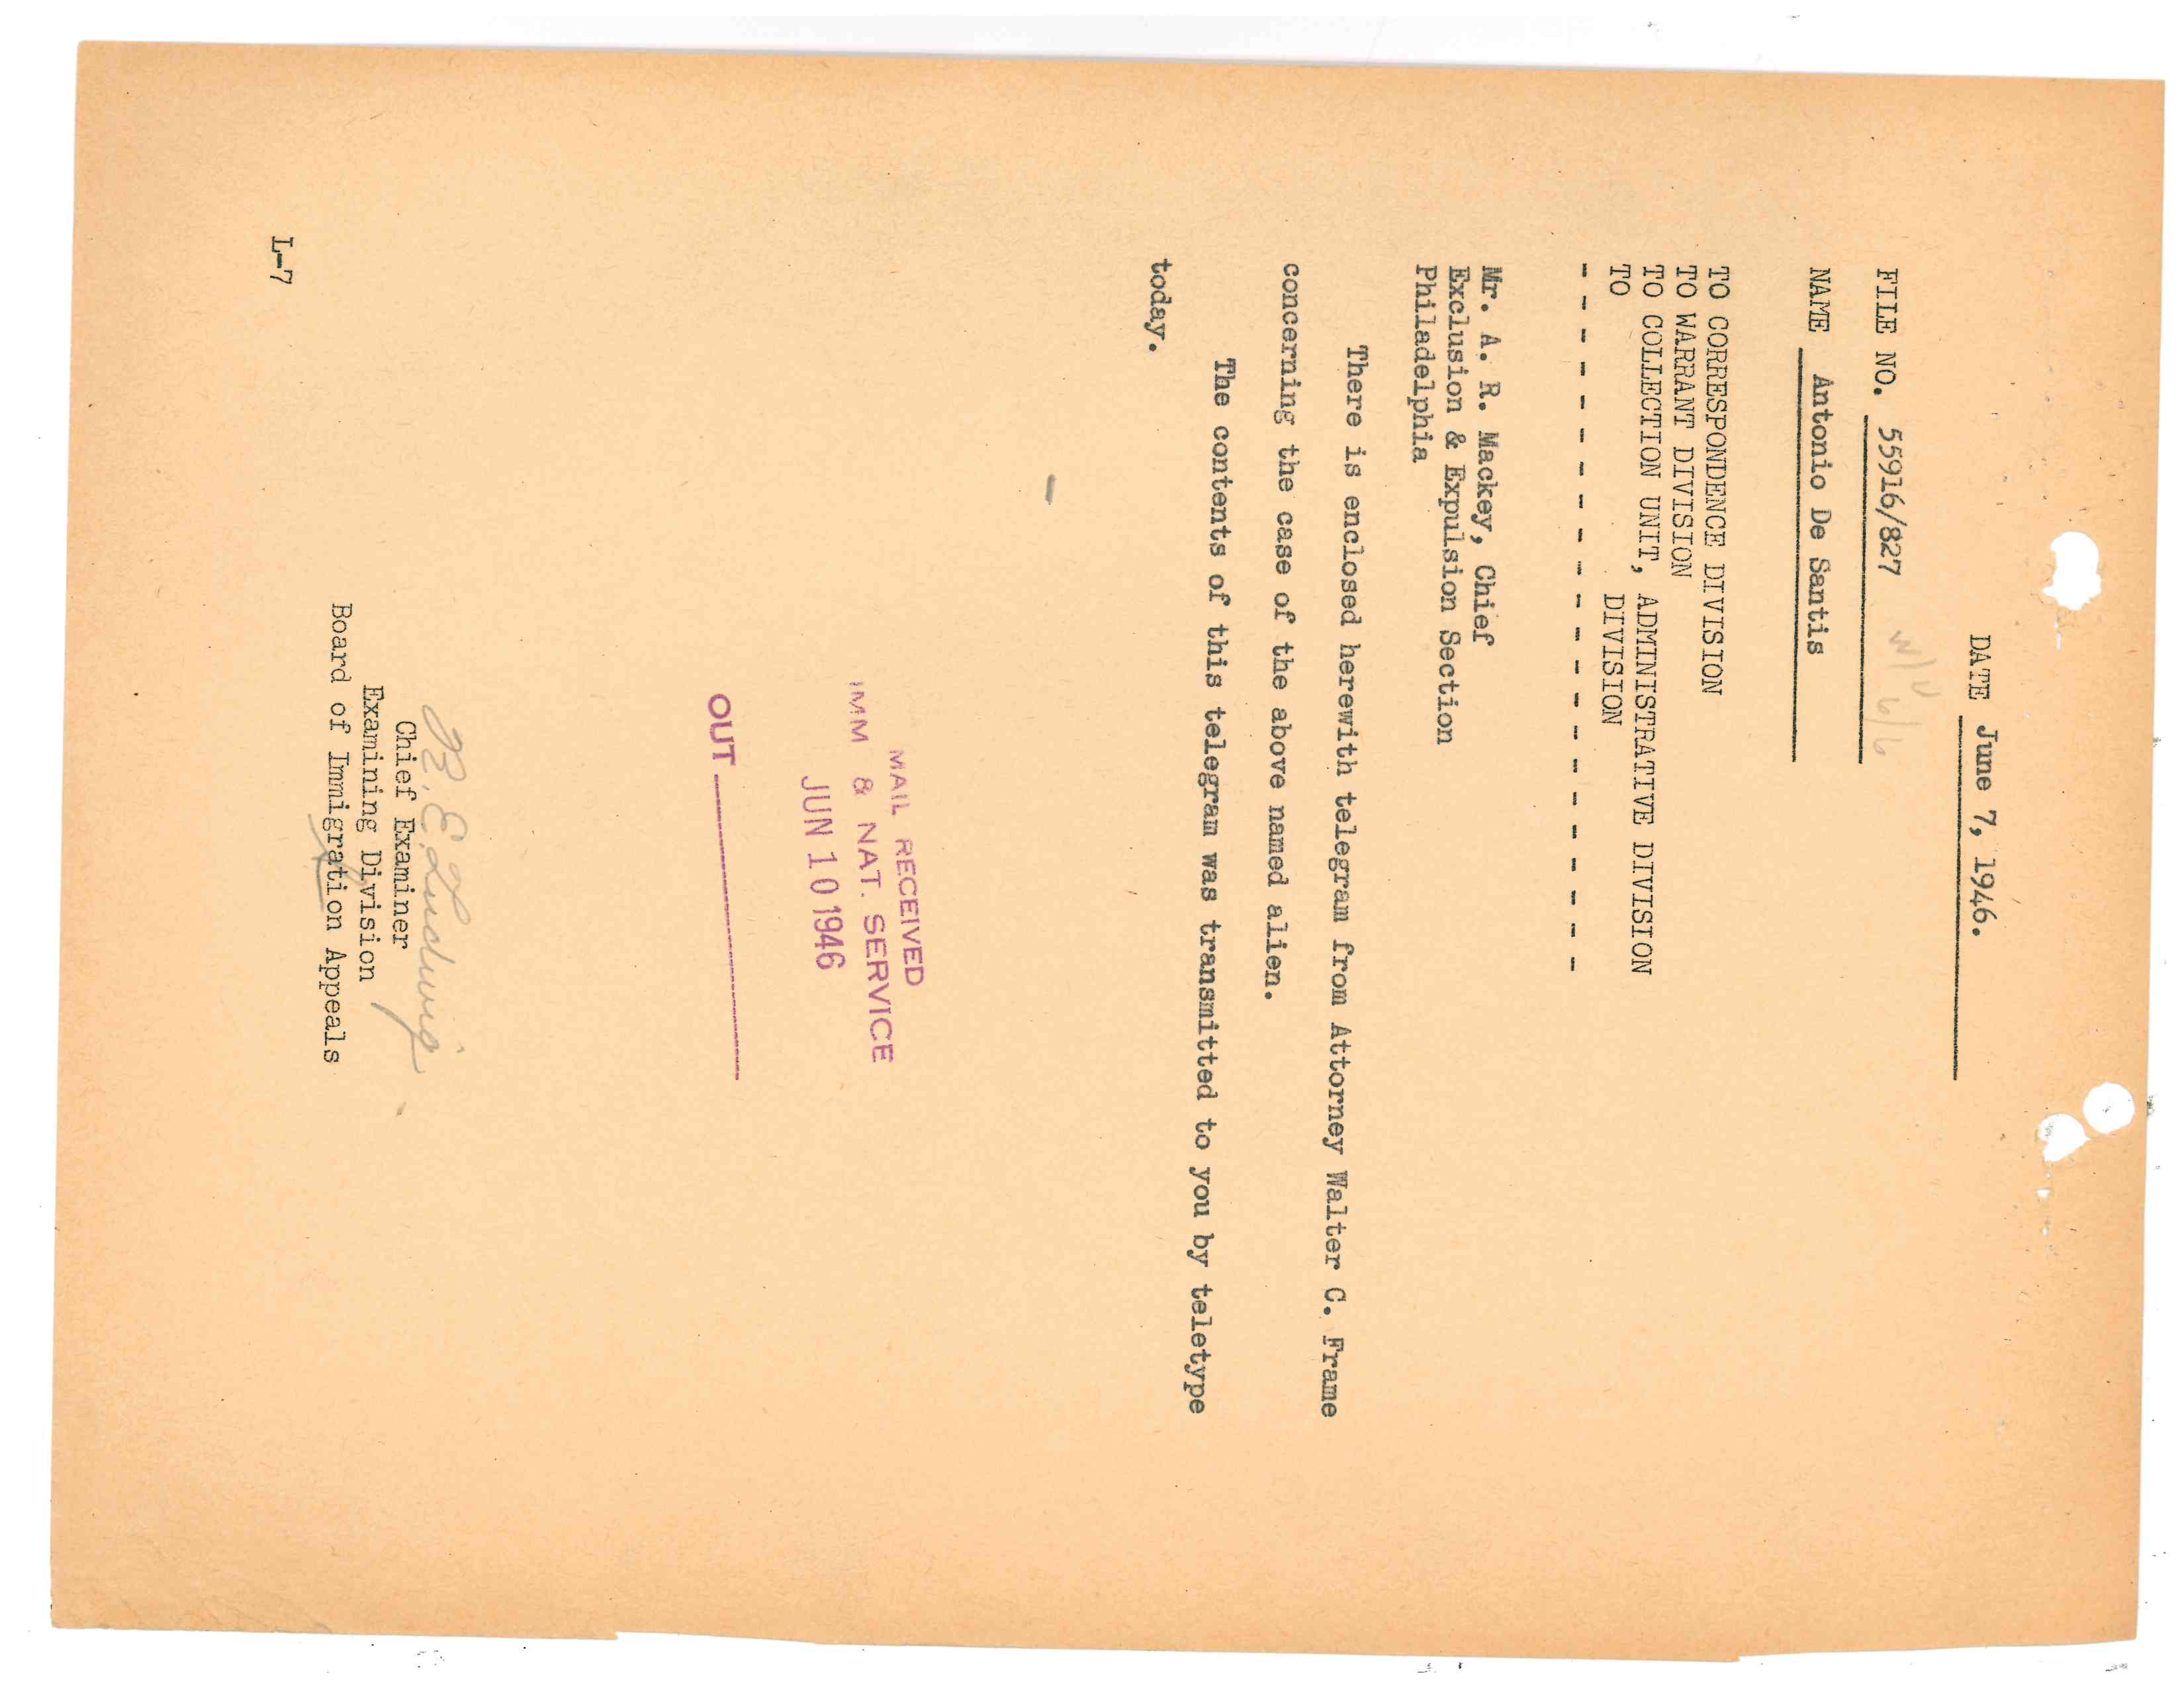 DATE June 7, 1946.
W/U
6/6
FILE NO. 55916/827
NAME Antonio De Santis
TO CORRESPONDENCE DIVISION
TO WARRANT DIVISION
TO COLLECTION UNIT, ADMINISTRATIVE DIVISION
TO DIVISION
- - - - - - - - - - - - - - - - - - - - - -
Mr. A. R. Mackey, Chief
Exclusion & Expulsion Section
Philadelphia
There is enclosed herewith telegram from Attorney Walter C. Frame
concerning the case of the above named alien.
The contents of this telegram was transmitted to you by teletype
today.
MAIL RECEIVED
IMM & NAT. SERVICE
JUN 10 1946
OUT
R. E. Ludwig
Chief Examiner
Examining Division
Board of Immigration Appeals
L-7